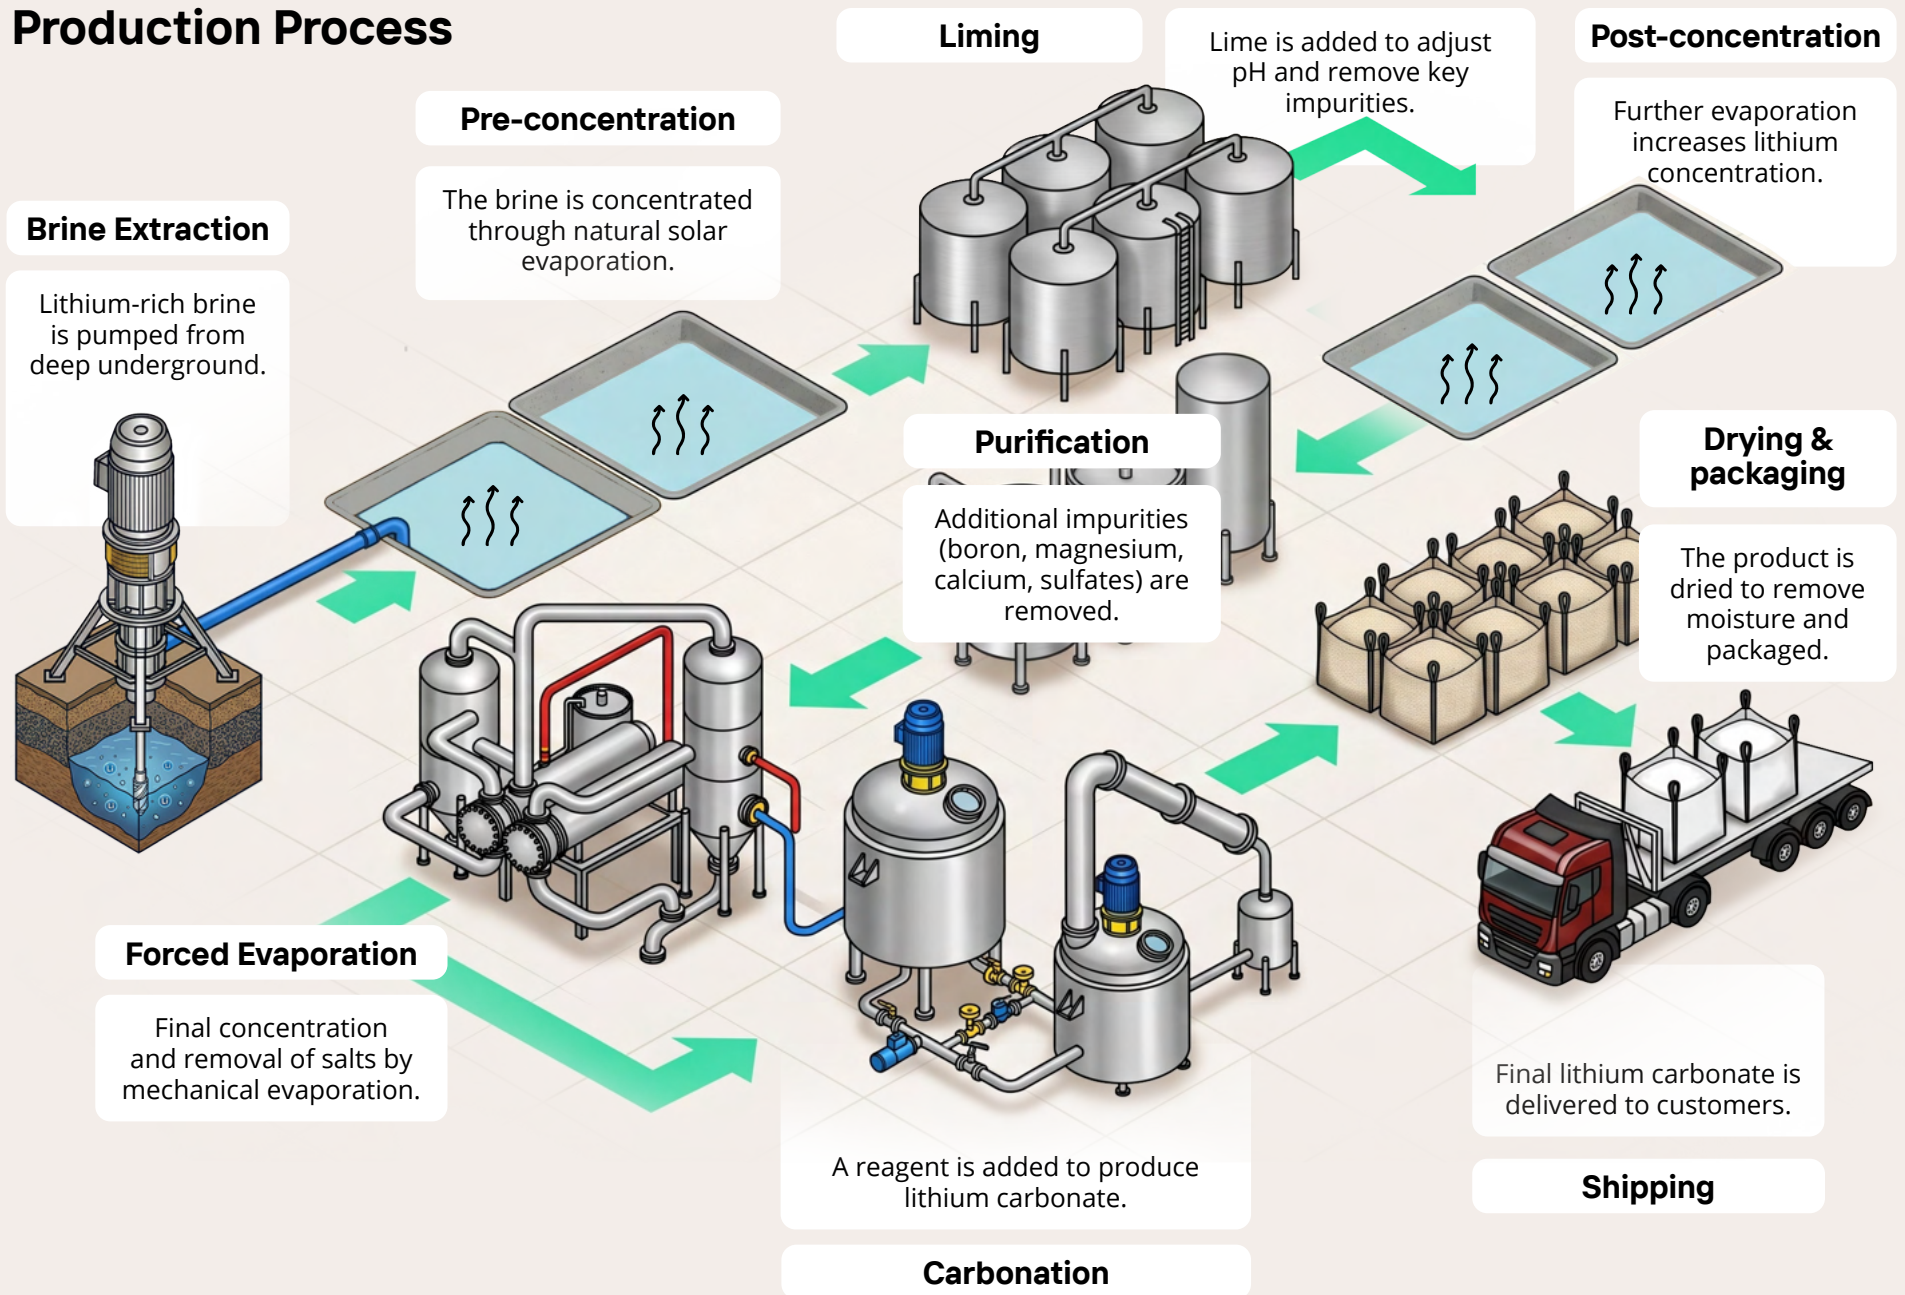 Production Process
Brine Extraction
Lithium-rich brine
is pumped from
deep underground.
Pre-concentration
The brine is concentrated
through natural solar
evaporation.
Liming
Lime is added to adjust
pH and remove key
impurities.
Post-concentration
Further evaporation
increases lithium
concentration.
Purification
Additional impurities
(boron, magnesium,
calcium, sulfates) are
removed.
Forced Evaporation
Final concentration
and removal of salts by
mechanical evaporation.
A reagent is added to produce
lithium carbonate.
Carbonation
Drying &
packaging
The product is
dried to remove
moisture and
packaged.
Final lithium carbonate is
delivered to customers.
Shipping